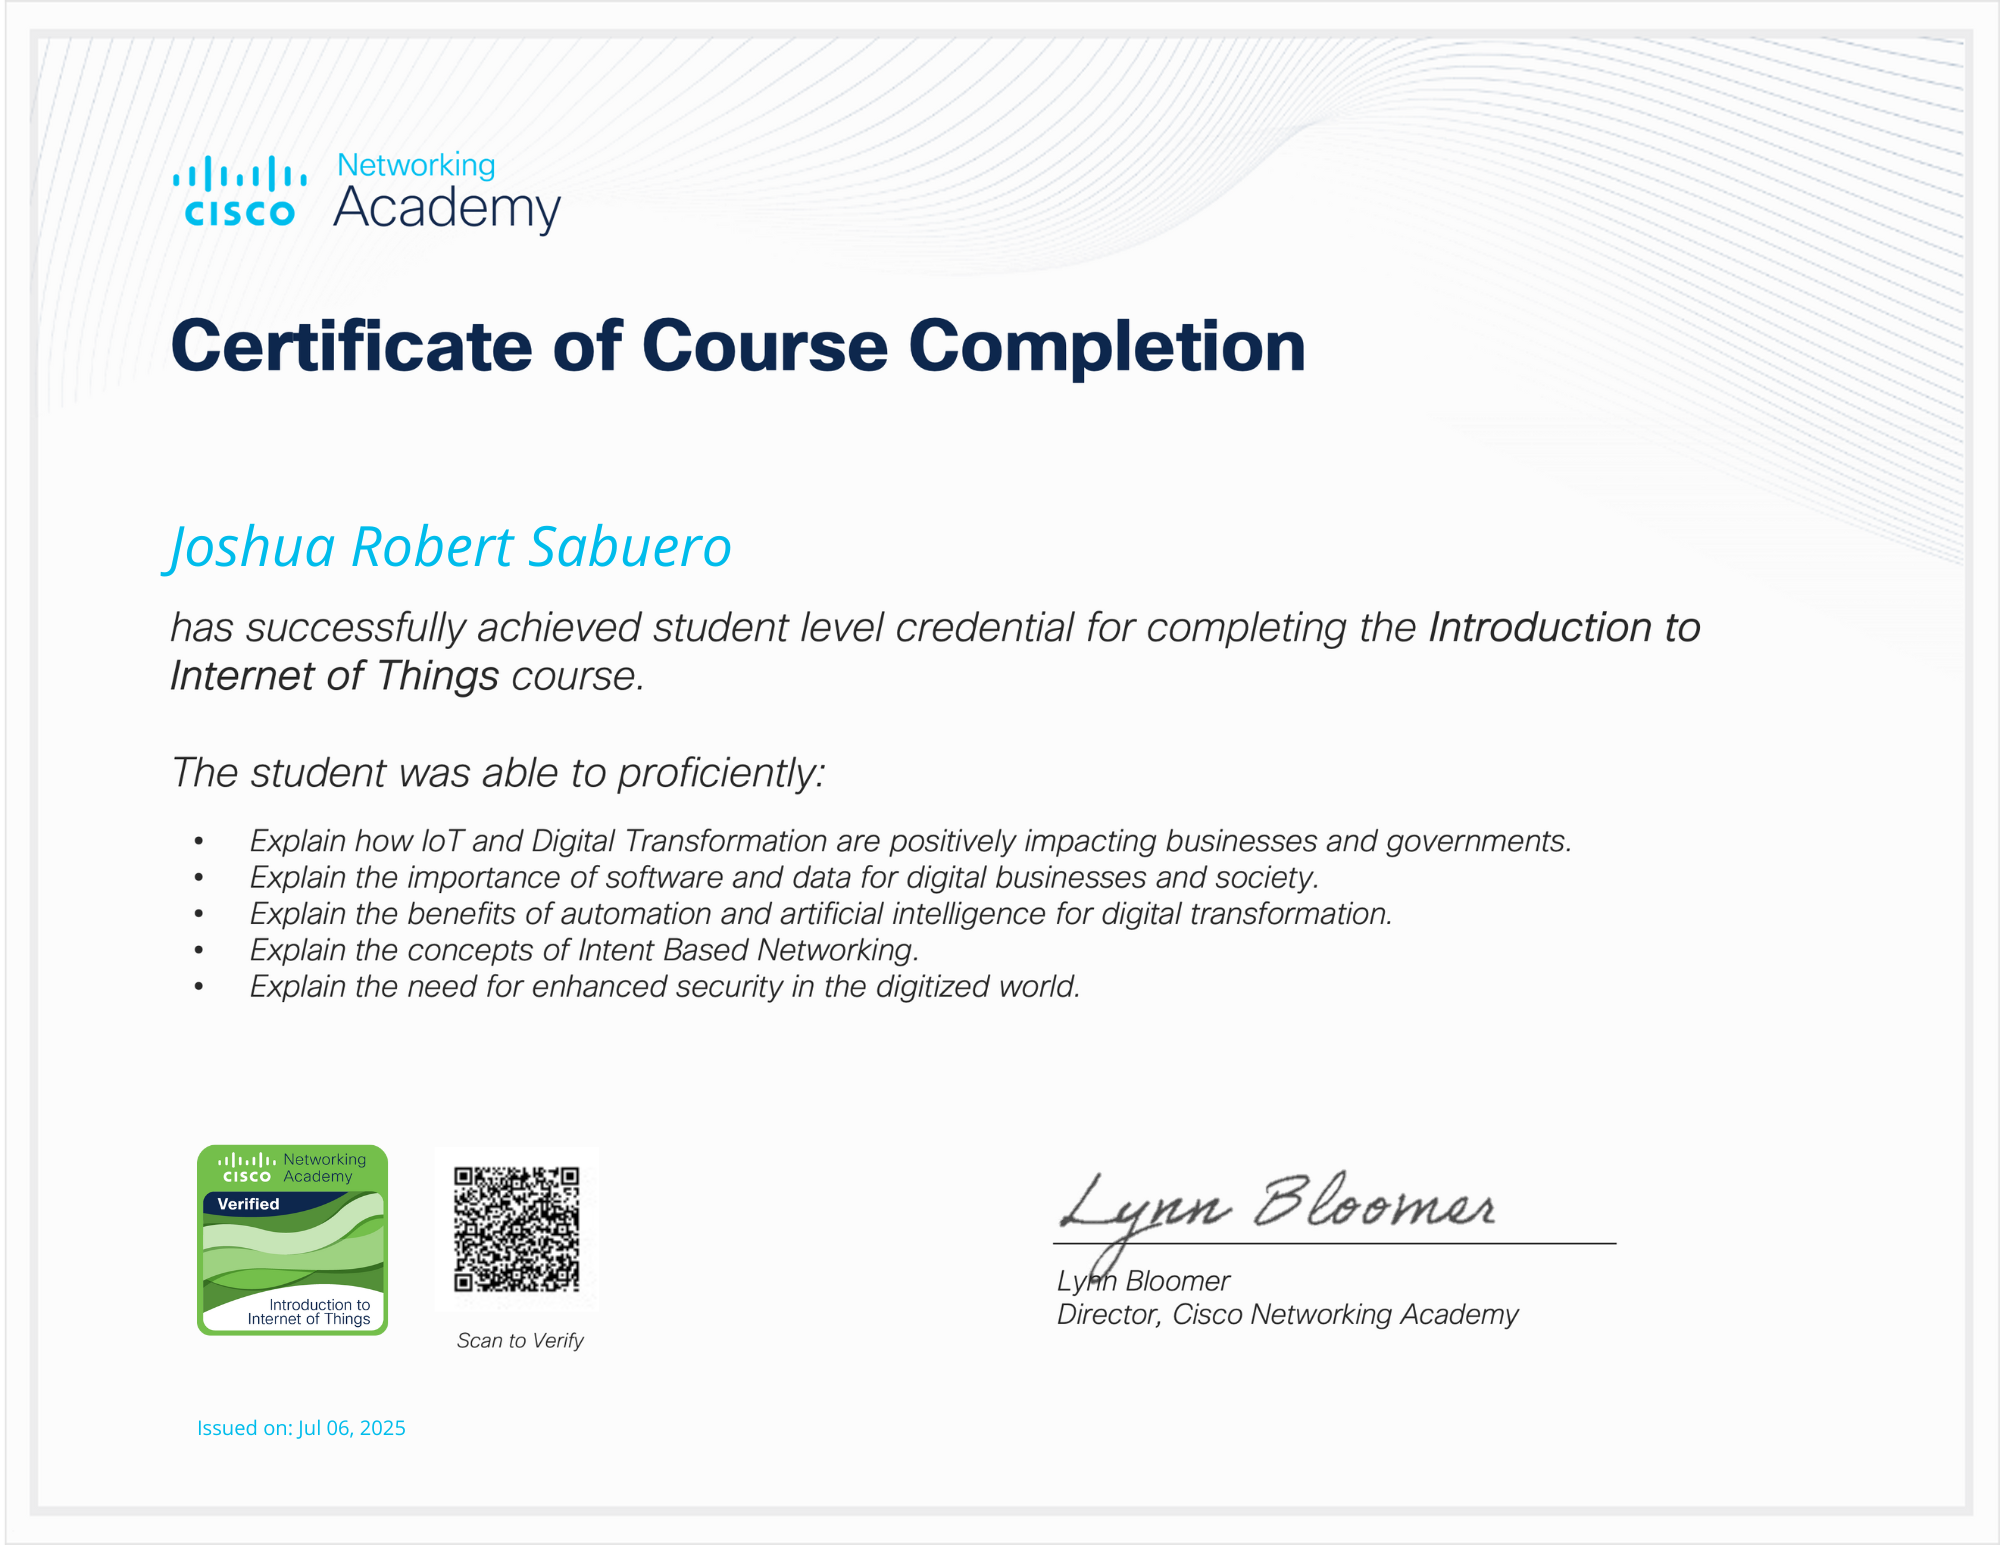 Networking
CISCO Academy
Certificate of Course Completion
Joshua Robert Sabuero
has successfully achieved student level credential for completing the Introduction to
Internet of Things course.
The student was able to proficiently:
• Explain how IoT and Digital Transformation are positively impacting businesses and governments.
• Explain the importance of software and data for digital businesses and society.
• Explain the benefits of automation and artificial intelligence for digital transformation.
• Explain the concepts of Intent Based Networking.
• Explain the need for enhanced security in the digitized world.
Networking
CISCO Academy
Verified
Introduction to
Internet of Things
Scan to Verify
Lynn Bloomer
Lynn Bloomer
Director, Cisco Networking Academy
Issued on: Jul 06, 2025